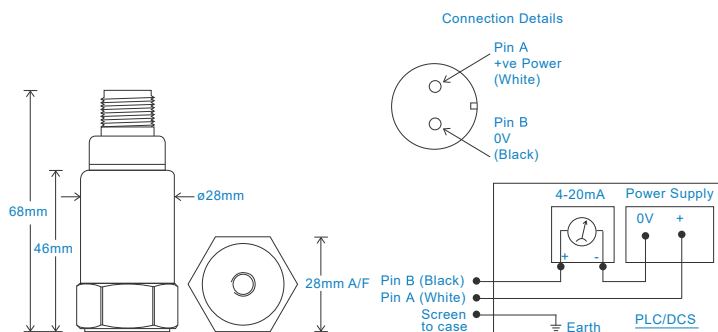 Connection Details
Pin A
+ve Power
(White)
Pin B
0V
(Black)
ø28mm
68mm
46mm
28mm A/F
4-20mA
Power Supply
0V
+
+
-
Pin B (Black)
Pin A (White)
Screen
to case
Earth
PLC/DCS